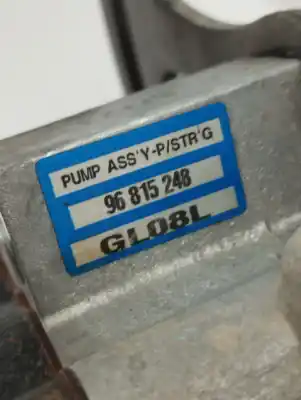 PUMP ASS'Y-P/STR'G
96 815 248
GL08L